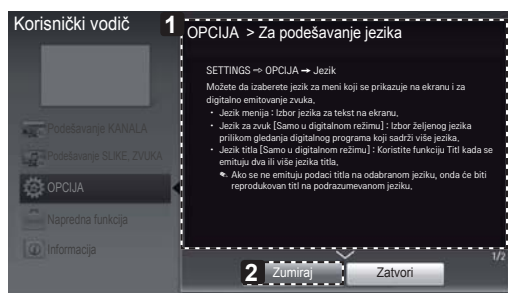 Korisnički vodič
1
OPCIJA > Za podešavanje jezika
SETTINGS ⇨ OPCIJA ➙ Jezik
Možete da izaberete jezik za meni koji se prikazuje na ekranu i za
digitalno emitovanje zvuka.
• Jezik menija : Izbor jezika za tekst na ekranu.
• Jezik za zvuk [Samo u digitalnom režimu] : Izbor željenog jezika
prilikom gledanja digitalnog programa koji sadrži više jezika.
• Jezik titla [Samo u digitalnom režimu] : Koristite funkciju Titl kada se
emituju dva ili više jezika titla.
Ako se ne emituju podaci titla na odabranom jeziku, onda će biti
reprodukovan titl na podrazumevanom jeziku.
Podešavanje KANALA
Podešavanje SLIKE, ZVUKA
OPCIJA
Napredna funkcija
Informacija
1/2
2
Zumiraj
Zatvori